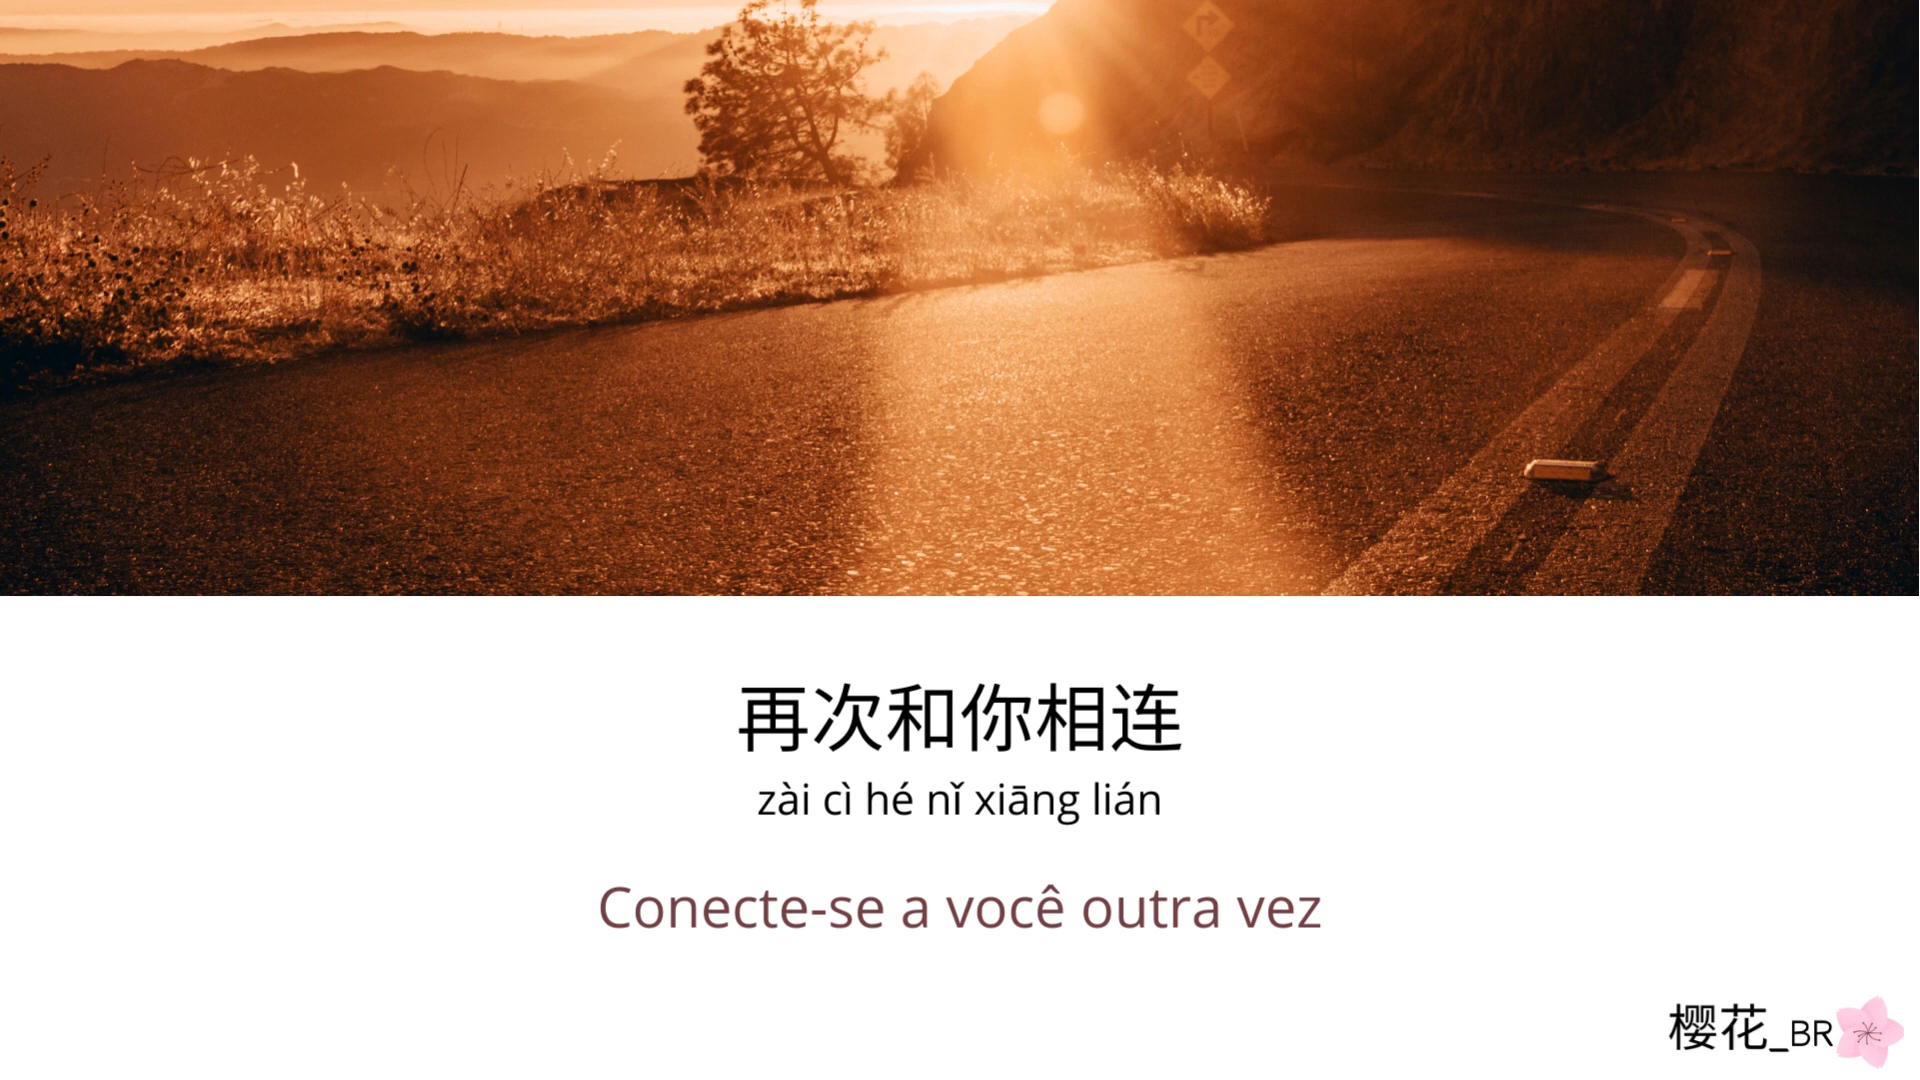 再次和你相连
zài cì hé nǐ xiāng lián
Conecte-se a você outra vez
樱花_BR